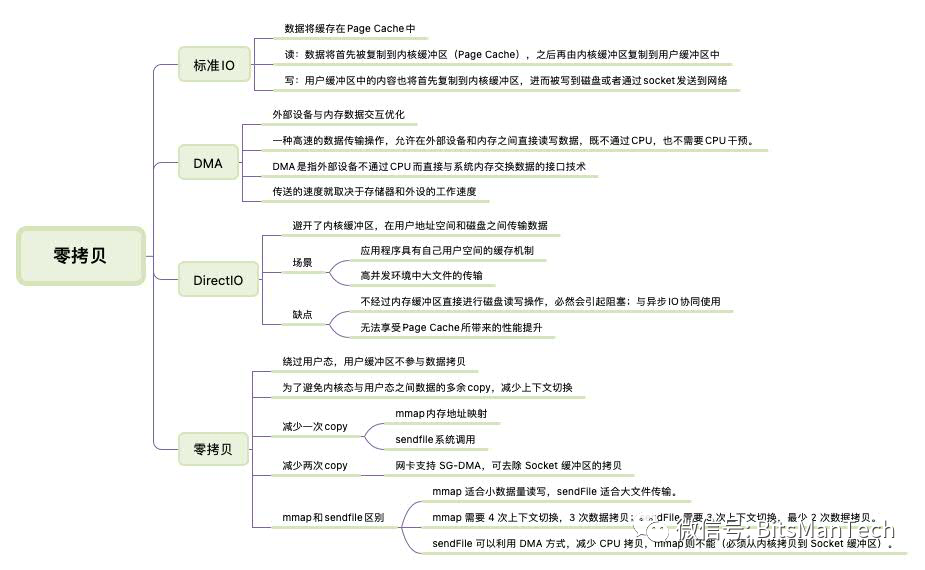 零拷贝
标准IO
数据将缓存在Page Cache中
读：数据将首先被复制到内核缓冲区（Page Cache），之后再由内核缓冲区复制到用户缓冲区中
写：用户缓冲区中的内容也将首先复制到内核缓冲区，进而被写到磁盘或者通过socket发送到网络
DMA
外部设备与内存数据交互优化
一种高速的数据传输操作，允许在外部设备和内存之间直接读写数据，既不通过CPU，也不需要CPU干预。
DMA是指外部设备不通过CPU而直接与系统内存交换数据的接口技术
传送的速度就取决于存储器和外设的工作速度
DirectIO
避开了内核缓冲区，在用户地址空间和磁盘之间传输数据
场景
应用程序具有自己用户空间的缓存机制
高并发环境中大文件的传输
缺点
不经过内存缓冲区直接进行磁盘读写操作，必然会引起阻塞：与异步IO协同使用
无法享受Page Cache所带来的性能提升
零拷贝
绕过用户态，用户缓冲区不参与数据拷贝
为了避免内核态与用户态之间数据的多余copy，减少上下文切换
减少一次copy
mmap内存地址映射
sendfile系统调用
减少两次copy
网卡支持 SG-DMA，可去除 Socket 缓冲区的拷贝
mmap和sendfile区别
mmap 适合小数据量读写，sendFile 适合大文件传输。
mmap 需要 4 次上下文切换，3 次数据拷贝；sendFile 需要 3 次上下文切换，最少 2 次数据拷贝。
sendFile 可以利用 DMA 方式，减少 CPU 拷贝，mmap则不能（必须从内核拷贝到 Socket 缓冲区）。
微信号: BitsManTech